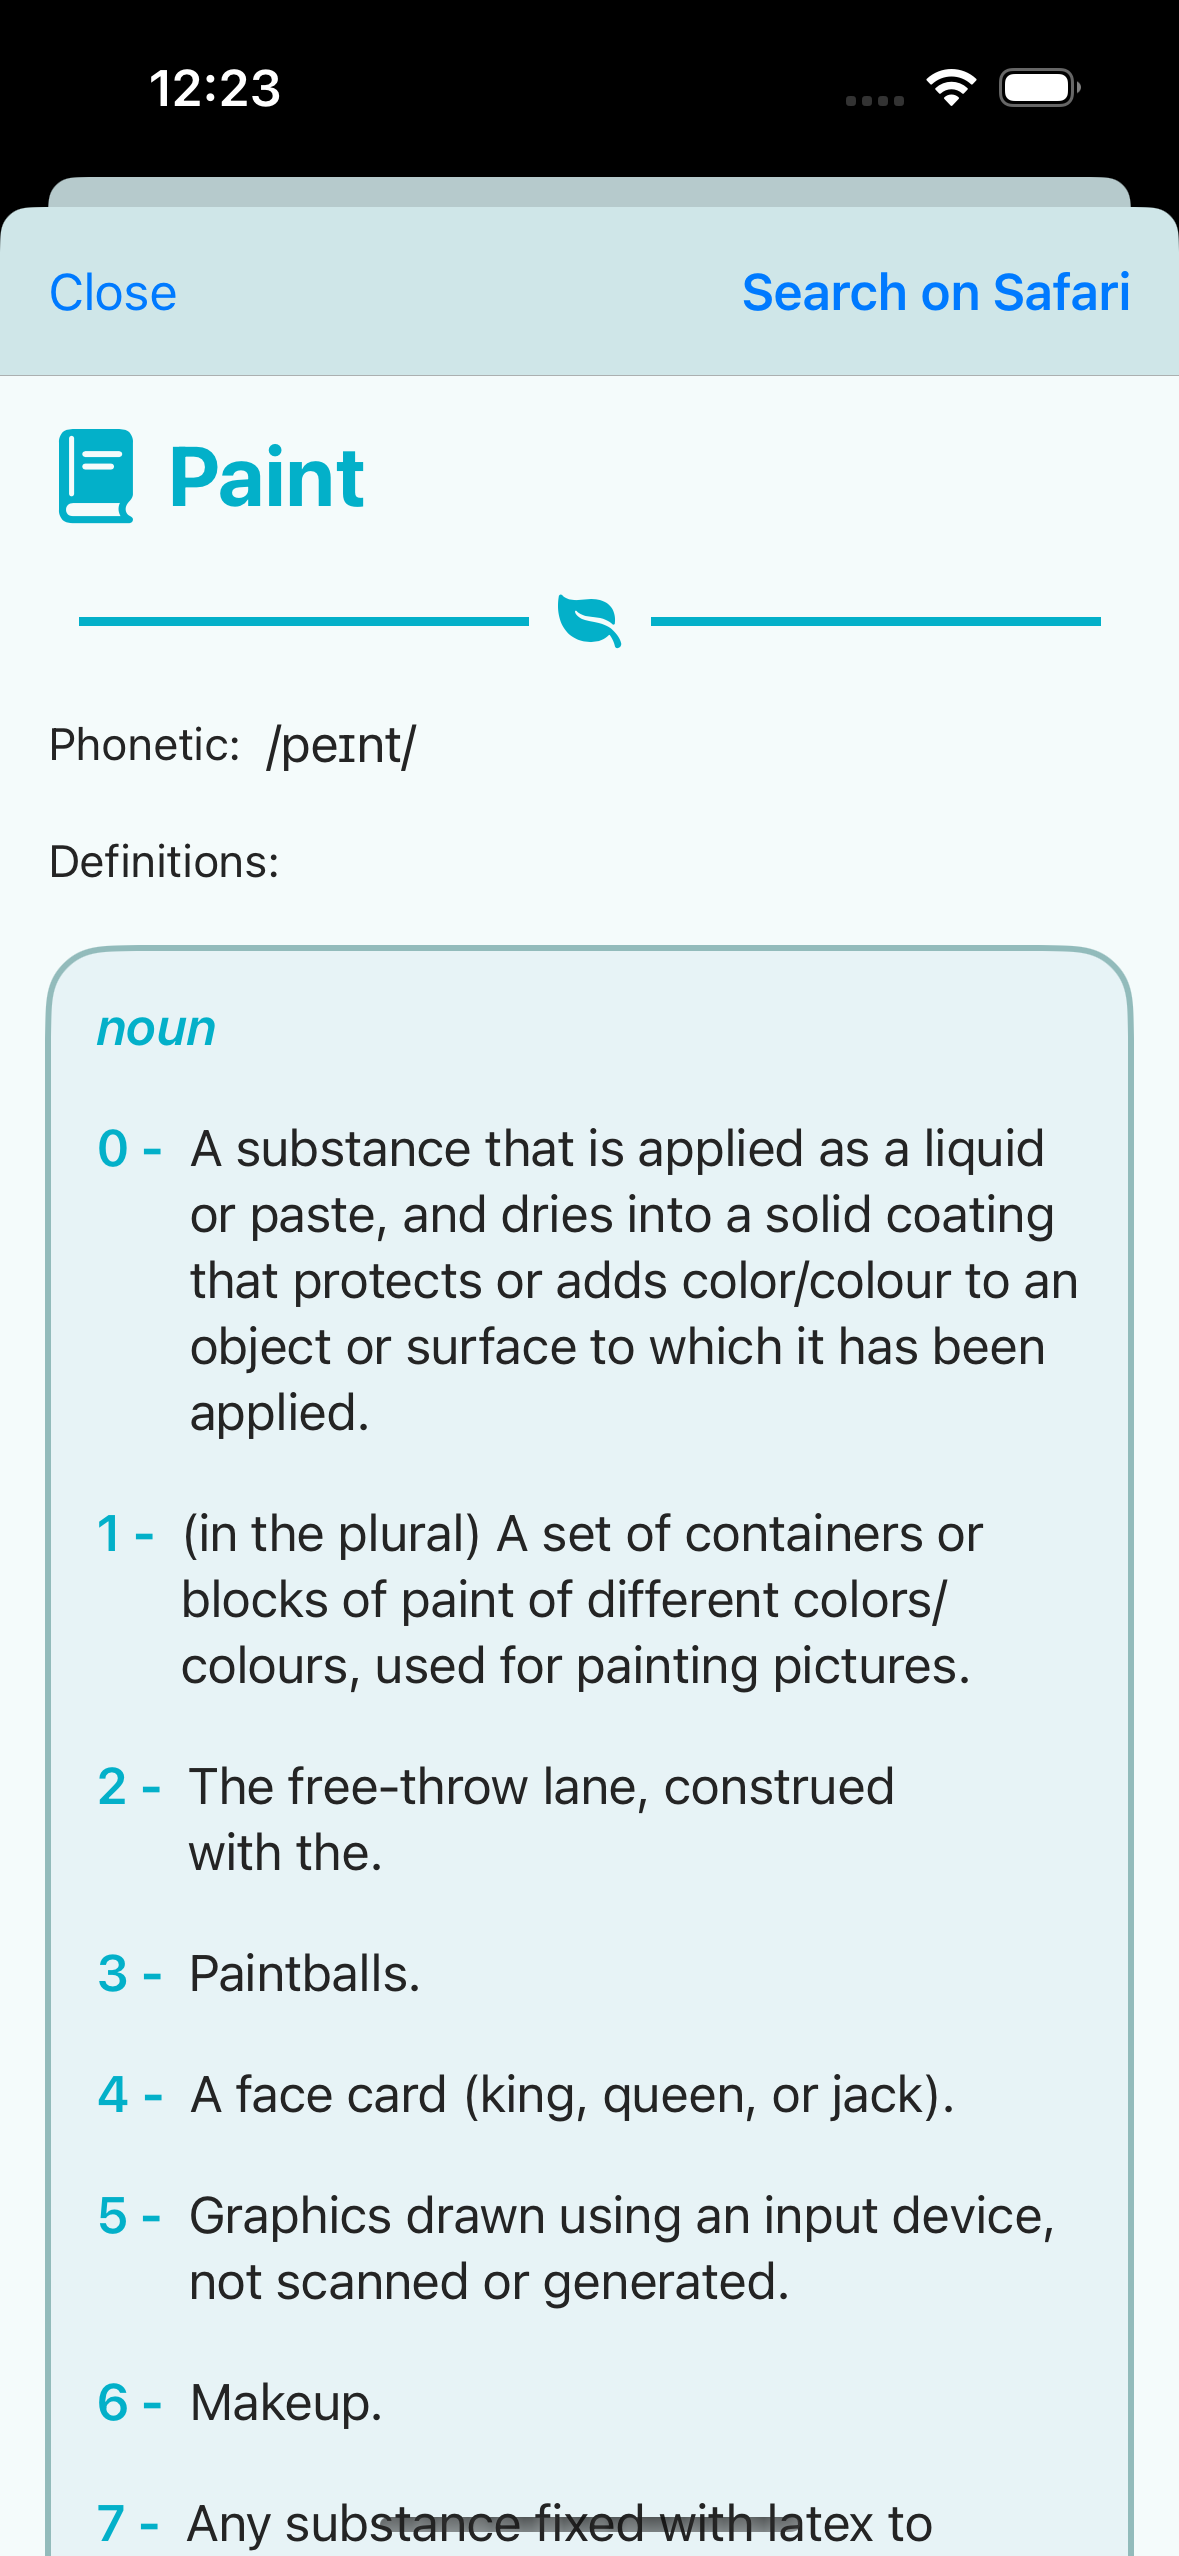 12:23
Close
Search on Safari
Paint
Phonetic: /peɪnt/
Definitions:
noun
0 - A substance that is applied as a liquid
or paste, and dries into a solid coating
that protects or adds color/colour to an
object or surface to which it has been
applied.
1 - (in the plural) A set of containers or
blocks of paint of different colors/
colours, used for painting pictures.
2 - The free-throw lane, construed
with the.
3 - Paintballs.
4 - A face card (king, queen, or jack).
5 - Graphics drawn using an input device,
not scanned or generated.
6 - Makeup.
7 - Any substance fixed with latex to